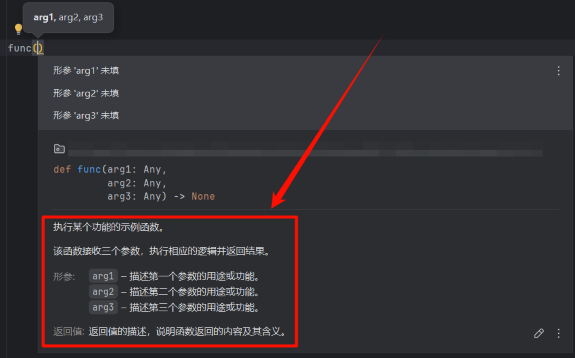 arg1, arg2, arg3
func()
形参 'arg1' 未填
形参 'arg2' 未填
形参 'arg3' 未填
def func(arg1: Any,
arg2: Any,
arg3: Any) -> None
执行某个功能的示例函数。
该函数接收三个参数，执行相应的逻辑并返回结果。
形参: arg1 – 描述第一个参数的用途或功能。
arg2 – 描述第二个参数的用途或功能。
arg3 – 描述第三个参数的用途或功能。
返回值: 返回值的描述，说明函数返回的内容及其含义。